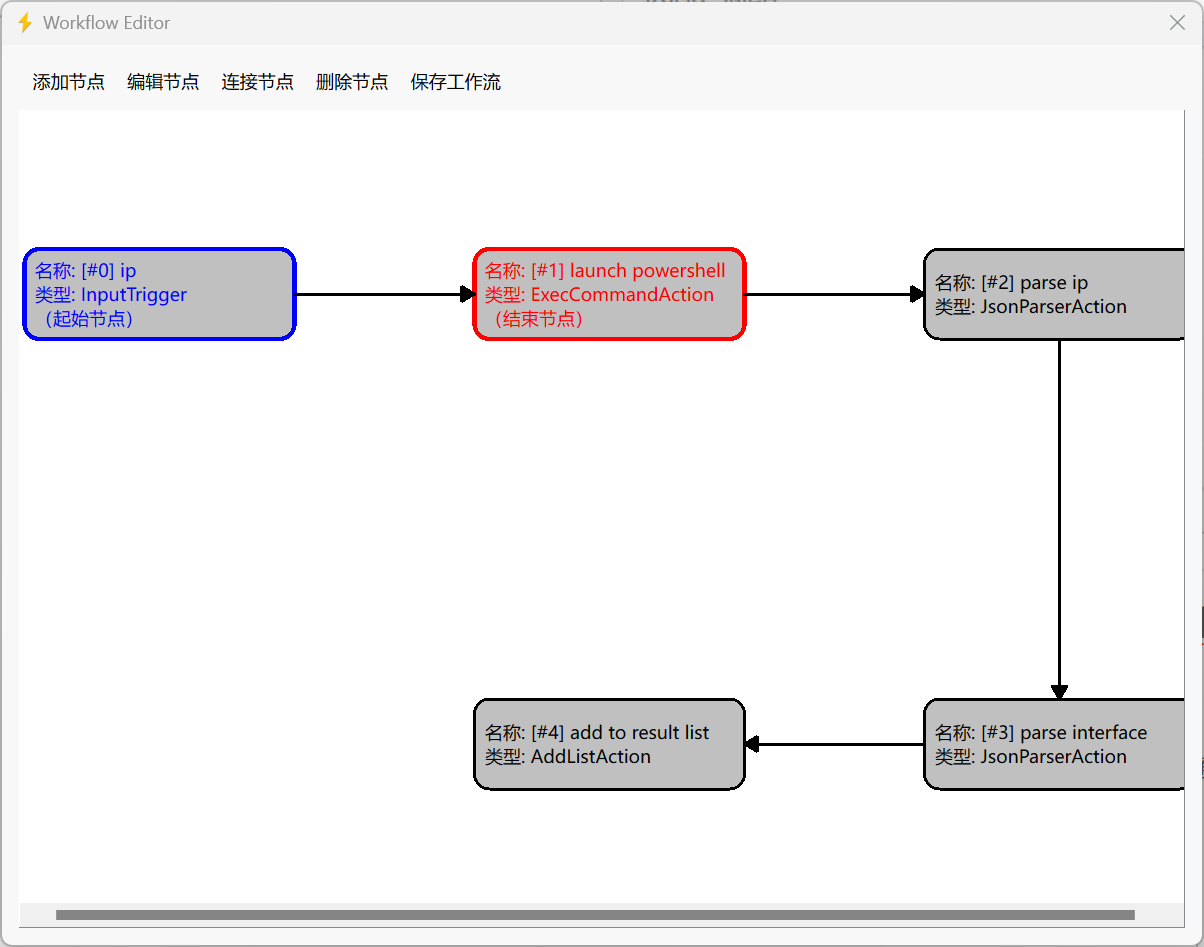 Workflow Editor
添加节点 编辑节点 连接节点 删除节点 保存工作流
名称: [#0] ip
类型: InputTrigger
（起始节点）
名称: [#1] launch powershell
类型: ExecCommandAction
（结束节点）
名称: [#2] parse ip
类型: JsonParserAction
名称: [#4] add to result list
类型: AddListAction
名称: [#3] parse interface
类型: JsonParserAction